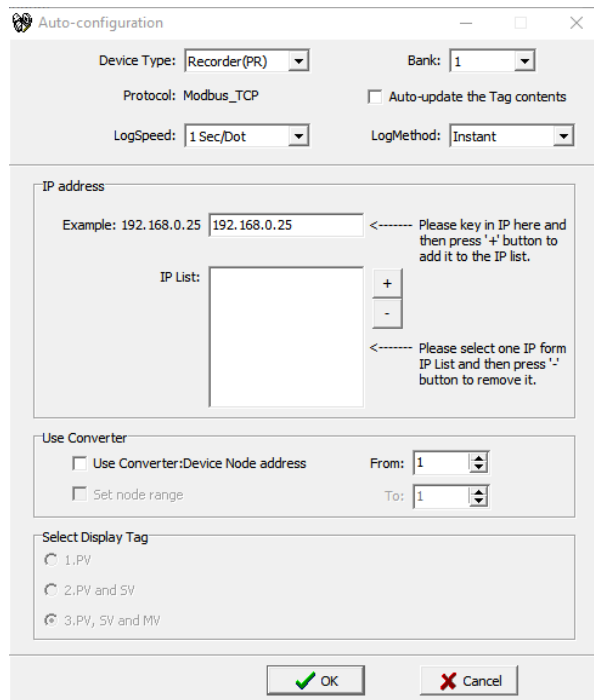 Auto-configuration
Device Type: Recorder(PR) Bank: 1
Protocol: Modbus_TCP Auto-update the Tag contents
LogSpeed: 1 Sec/Dot LogMethod: Instant
IP address
Example: 192.168.0.25 192.168.0.25 <------- Please key in IP here and
then press '+' button to
add it to the IP list.
IP List:
+
-
<------- Please select one IP form
IP List and then press '-'
button to remove it.
Use Converter
Use Converter:Device Node address From: 1
Set node range To: 1
Select Display Tag
1.PV
2.PV and SV
3.PV, SV and MV
OK Cancel